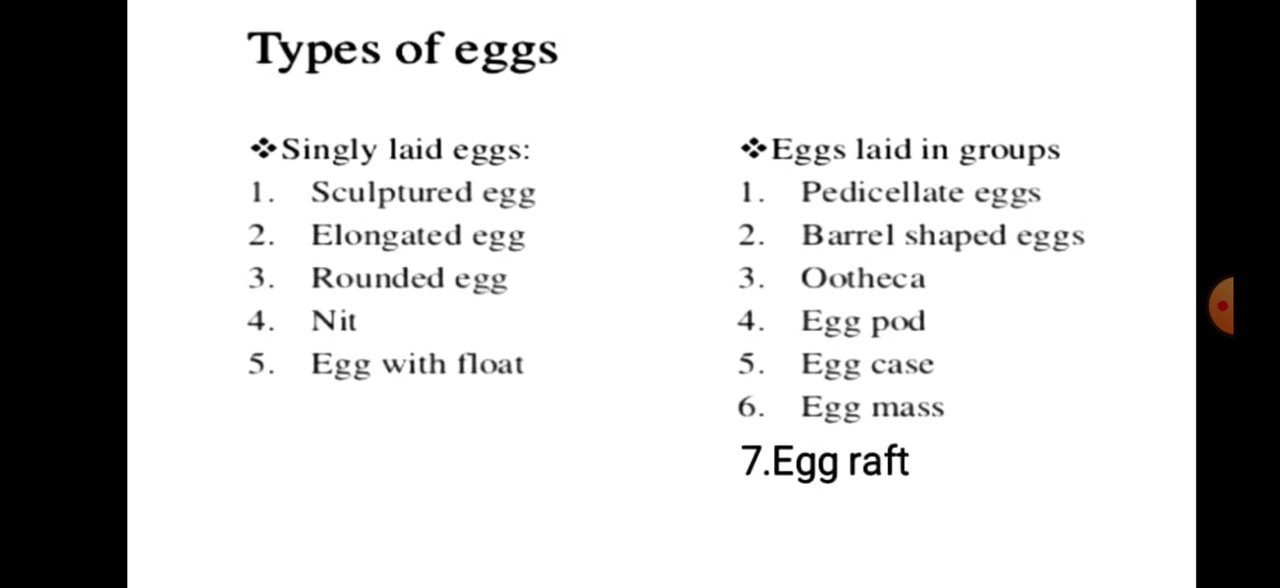 Types of eggs
❖Singly laid eggs:
1. Sculptured egg
2. Elongated egg
3. Rounded egg
4. Nit
5. Egg with float
❖Eggs laid in groups
1. Pedicellate eggs
2. Barrel shaped eggs
3. Ootheca
4. Egg pod
5. Egg case
6. Egg mass
7.Egg raft